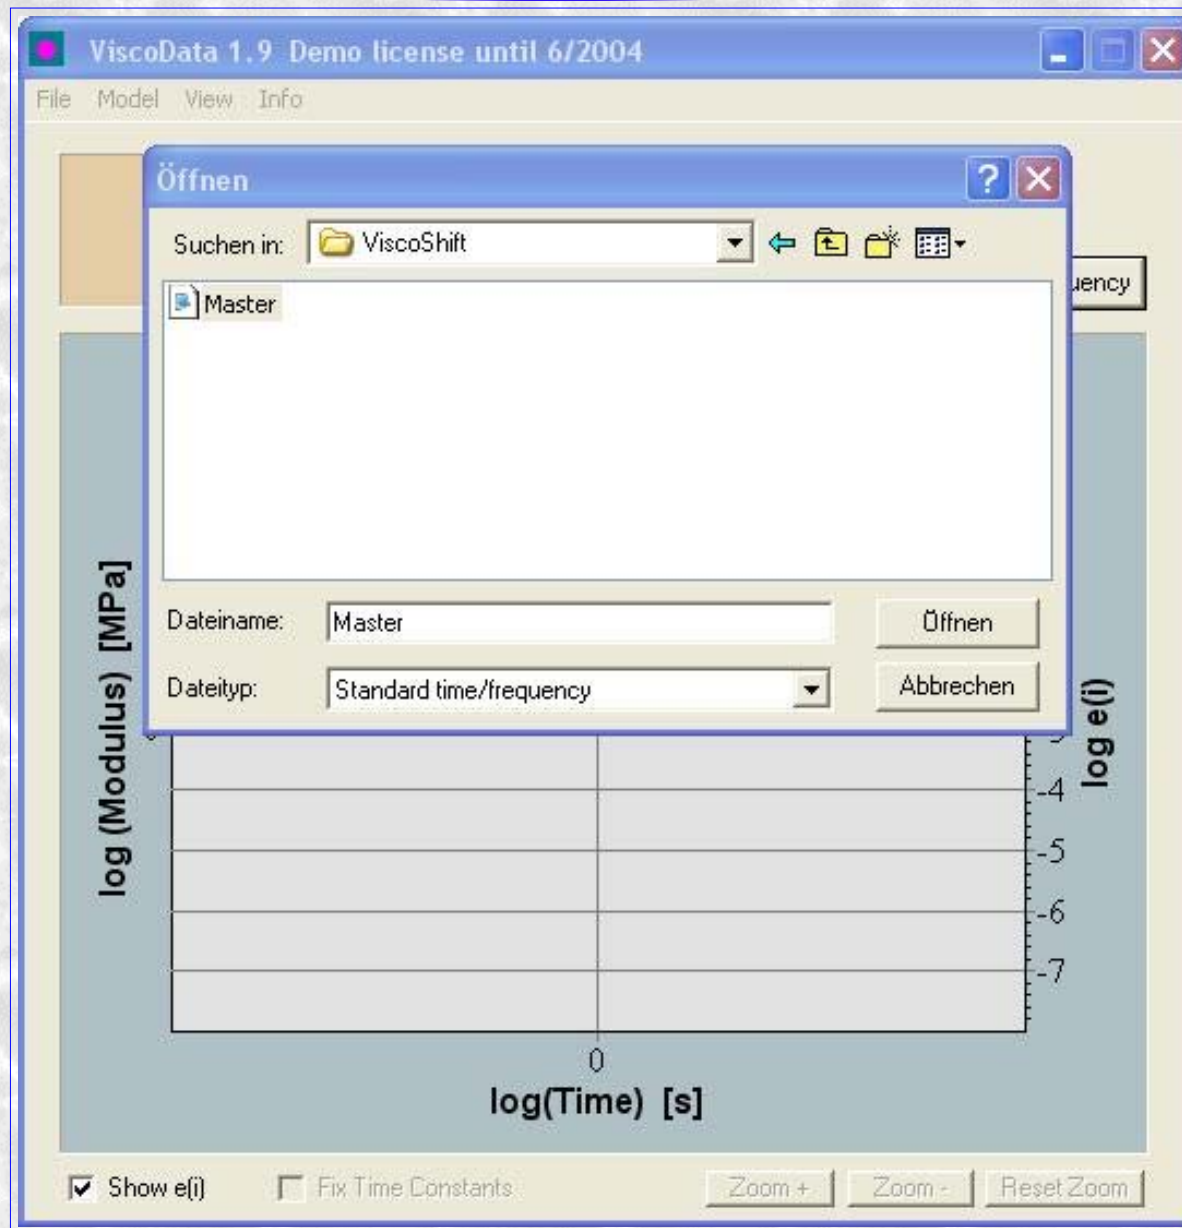 ViscoData 1.9 Demo license until 6/2004
File Model View Info
Öffnen
Suchen in: ViscoShift
Master
Dateiname: Master Öffnen
Dateityp: Standard time/frequency Abbrechen
log (Modulus) [MPa]
log e(i)
-4
-5
-6
-7
0
log(Time) [s]
Show e(i) Fix Time Constants Zoom + Zoom - Reset Zoom